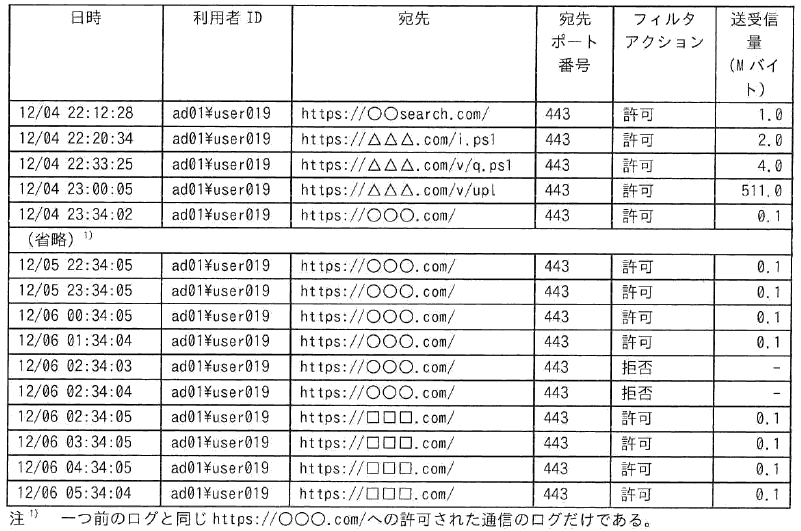 日時 利用者 ID 宛先 宛先ポート番号 フィルタアクション 送受信量(Mバイト)
12/04 22:12:28 ad01¥user019 https://○○search.com/ 443 許可 1.0
12/04 22:20:34 ad01¥user019 https://△△△.com/i.ps1 443 許可 2.0
12/04 22:33:25 ad01¥user019 https://△△△.com/v/q.ps1 443 許可 4.0
12/04 23:00:05 ad01¥user019 https://△△△.com/v/upl 443 許可 511.0
12/04 23:34:02 ad01¥user019 https://○○○.com/ 443 許可 0.1
(省略)1)
12/05 22:34:05 ad01¥user019 https://○○○.com/ 443 許可 0.1
12/05 23:34:05 ad01¥user019 https://○○○.com/ 443 許可 0.1
12/06 00:34:05 ad01¥user019 https://○○○.com/ 443 許可 0.1
12/06 01:34:04 ad01¥user019 https://○○○.com/ 443 許可 0.1
12/06 02:34:03 ad01¥user019 https://○○○.com/ 443 拒否 -
12/06 02:34:04 ad01¥user019 https://○○○.com/ 443 拒否 -
12/06 02:34:05 ad01¥user019 https://□□□.com/ 443 許可 0.1
12/06 03:34:05 ad01¥user019 https://□□□.com/ 443 許可 0.1
12/06 04:34:05 ad01¥user019 https://□□□.com/ 443 許可 0.1
12/06 05:34:04 ad01¥user019 https://□□□.com/ 443 許可 0.1
注1) 一つ前のログと同じhttps://○○○.com/への許可された通信のログだけである。